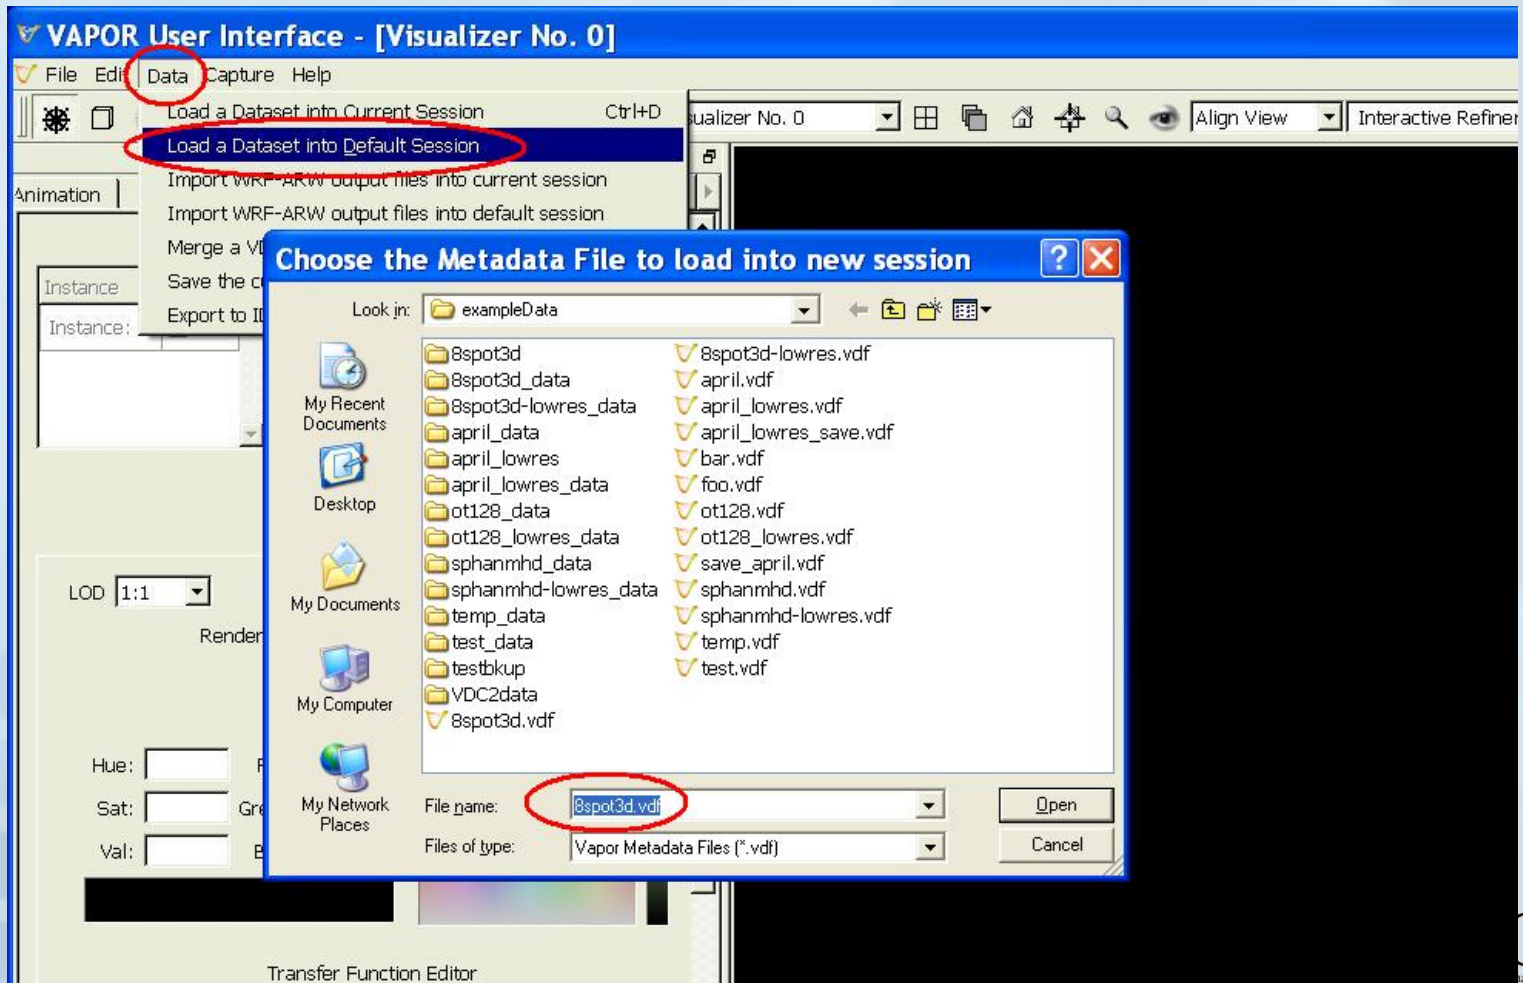 VAPOR User Interface - [Visualizer No. 0]
File Edit Data Capture Help
Load a Dataset into Current Session Ctrl+D
Load a Dataset into Default Session
Import WRF-ARW output files into current session
Import WRF-ARW output files into default session
Merge a
Save the
Export to
No. 0
Align View
Interactive
Animation
Instance
Instance:
LOD 1:1
Hue:
Sat:
Val:
Transfer Function Editor
Choose the Metadata File to load into new session
Look in: exampleData
My Recent Documents
Desktop
My Documents
My Computer
My Network Places
8spot3d
8spot3d_data
8spot3d-lowres_data
april_data
april_lowres
april_lowres_data
ot128_data
ot128_lowres_data
sphanmhd_data
sphanmhd-lowres_data
temp_data
test_data
testbkup
VDC2data
8spot3d.vdf
8spot3d-lowres.vdf
april.vdf
april_lowres.vdf
april_lowres_save.vdf
bar.vdf
foo.vdf
ot128.vdf
ot128_lowres.vdf
save_april.vdf
sphanmhd.vdf
sphanmhd-lowres.vdf
temp.vdf
test.vdf
File name: 8spot3d.vdf
Open
Files of type: Vapor Metadata Files (*.vdf)
Cancel